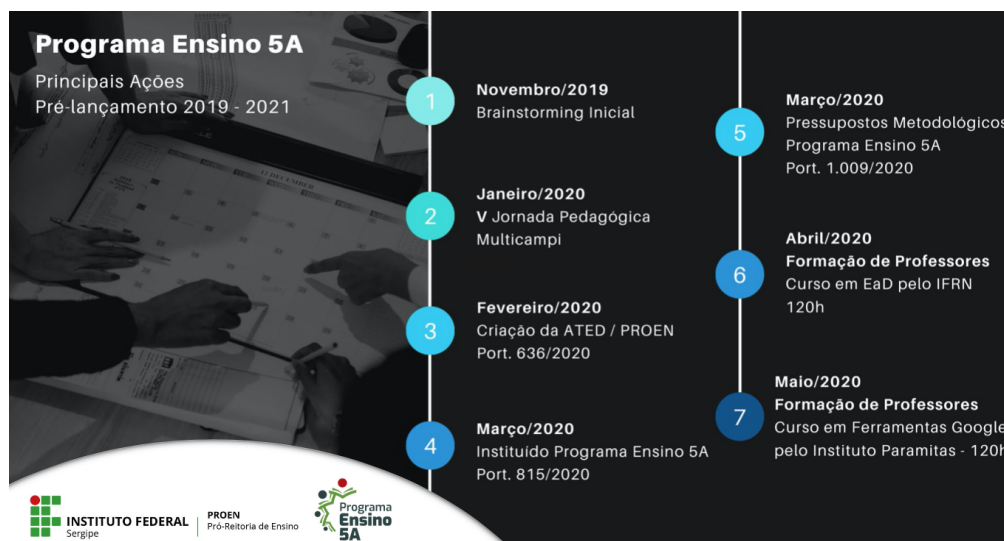 Programa Ensino 5A
Principais Ações
Pré-lançamento 2019 - 2021
1
Novembro/2019
Brainstorming Inicial
2
Janeiro/2020
V Jornada Pedagógica
Multicampi
3
Fevereiro/2020
Criação da ATED / PROEN
Port. 636/2020
4
Março/2020
Instituído Programa Ensino 5A
Port. 815/2020
5
Março/2020
Pressupostos Metodológicos
Programa Ensino 5A
Port. 1.009/2020
6
Abril/2020
Formação de Professores
Curso em EaD pelo IFRN
120h
7
Maio/2020
Formação de Professores
Curso em Ferramentas Google
pelo Instituto Paramitas - 120h
INSTITUTO FEDERAL
Sergipe
PROEN
Pró-Reitoria de Ensino
Programa
Ensino
5A
DECEMBER